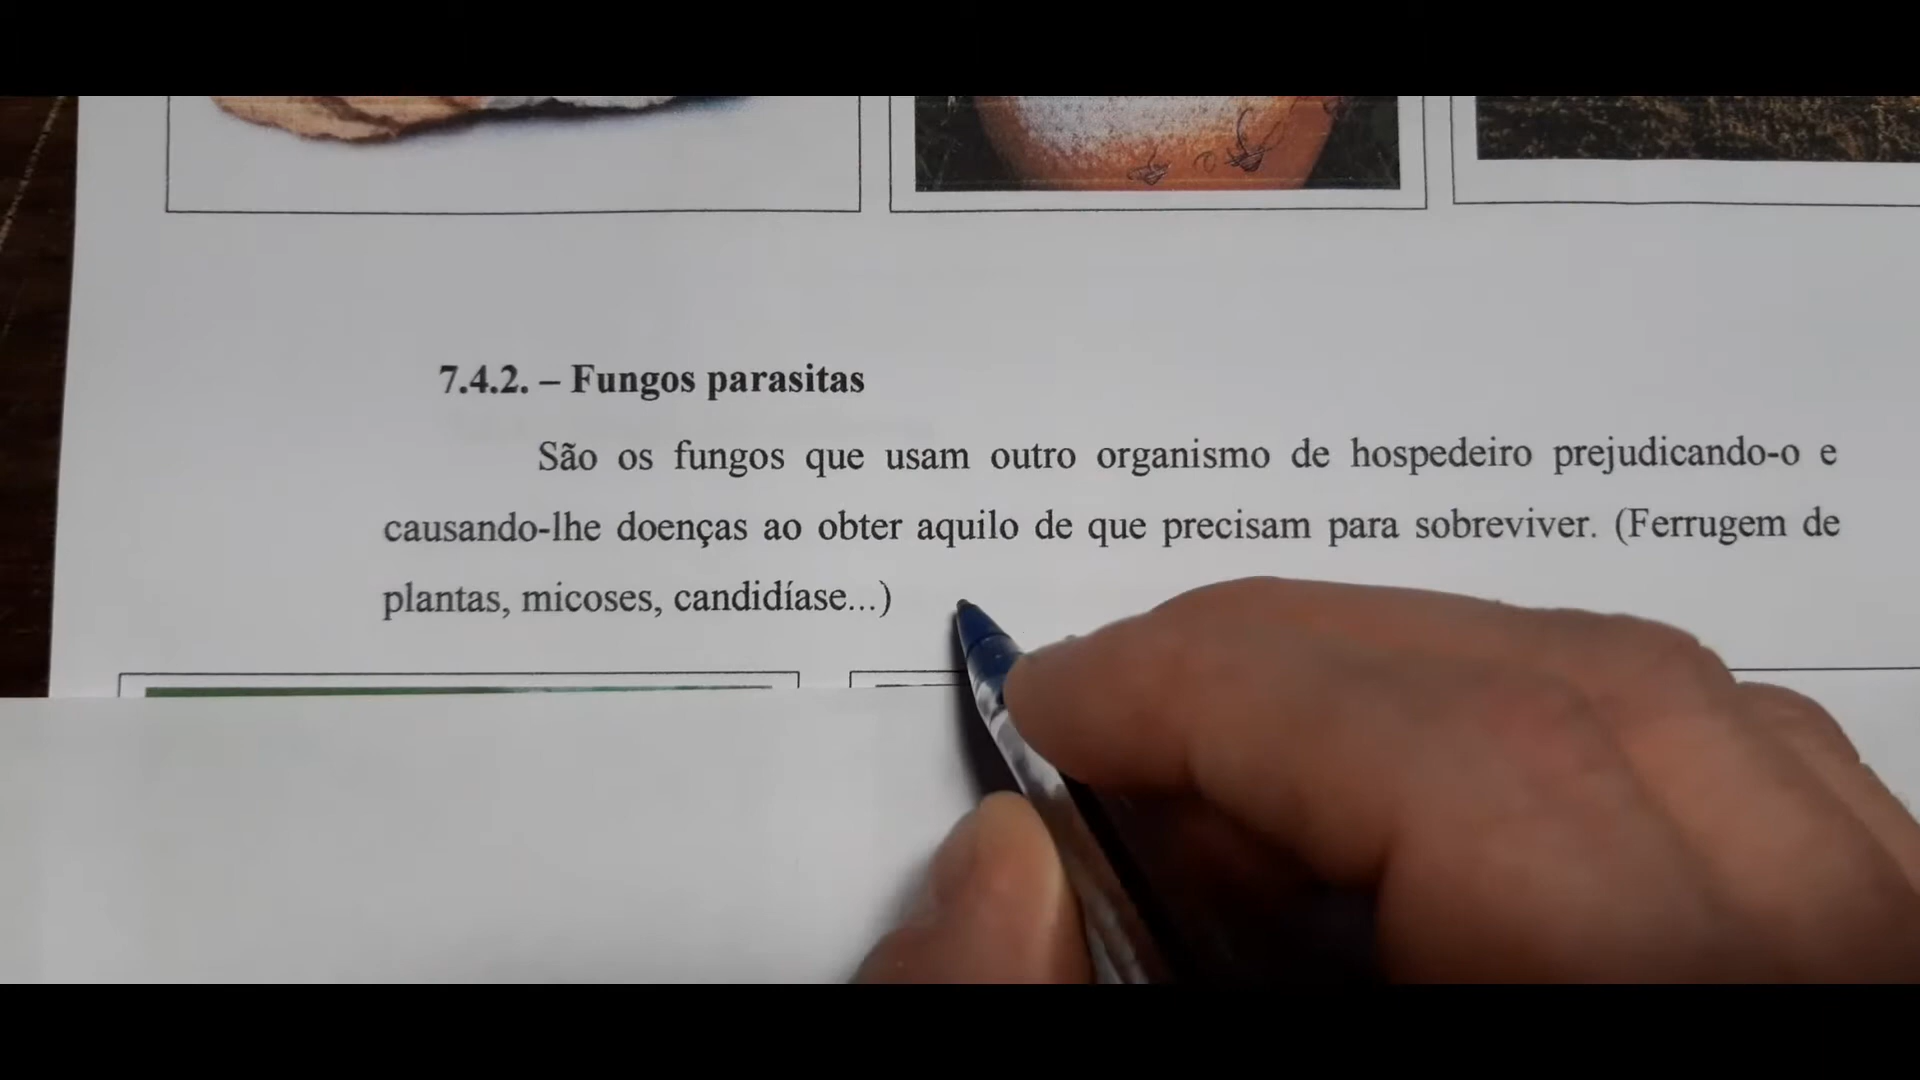 7.4.2. – Fungos parasitas
São os fungos que usam outro organismo de hospedeiro prejudicando-o e
causando-lhe doenças ao obter aquilo de que precisam para sobreviver. (Ferrugem de
plantas, micoses, candidíase...)